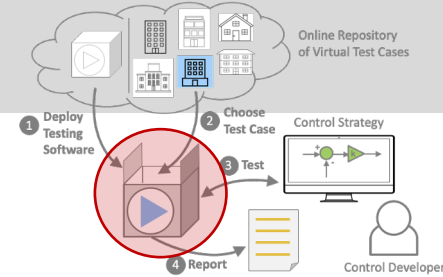 Online Repository
of Virtual Test Cases
1 Deploy
Testing
Software
2 Choose
Test Case
Control Strategy
3 Test
+
-
k
4 Report
Control Developer